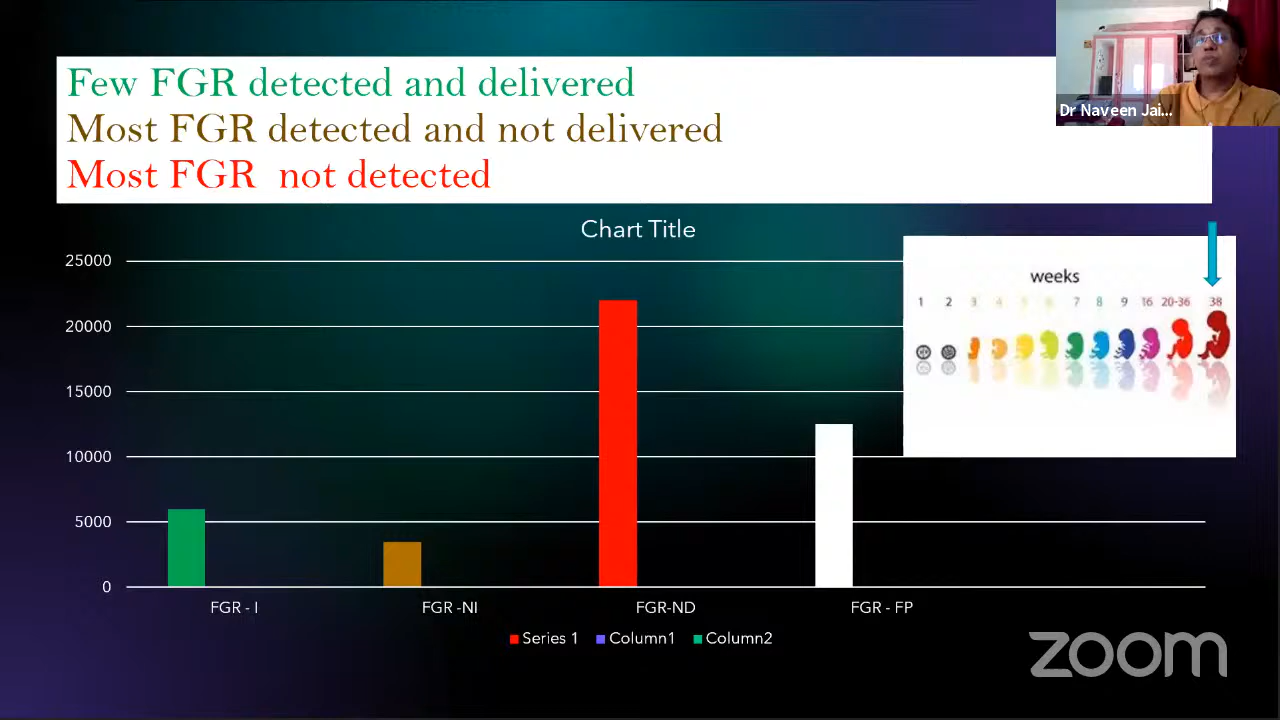 Few FGR detected and delivered
Most FGR detected and not delivered
Most FGR not detected
Dr Naveen Jai...
Chart Title
weeks
1 2 3 4 5 6 7 8 9 16 20-36 38
25000
20000
15000
10000
5000
0
FGR - I FGR -NI FGR-ND FGR - FP
Series 1 Column1 Column2
zoom